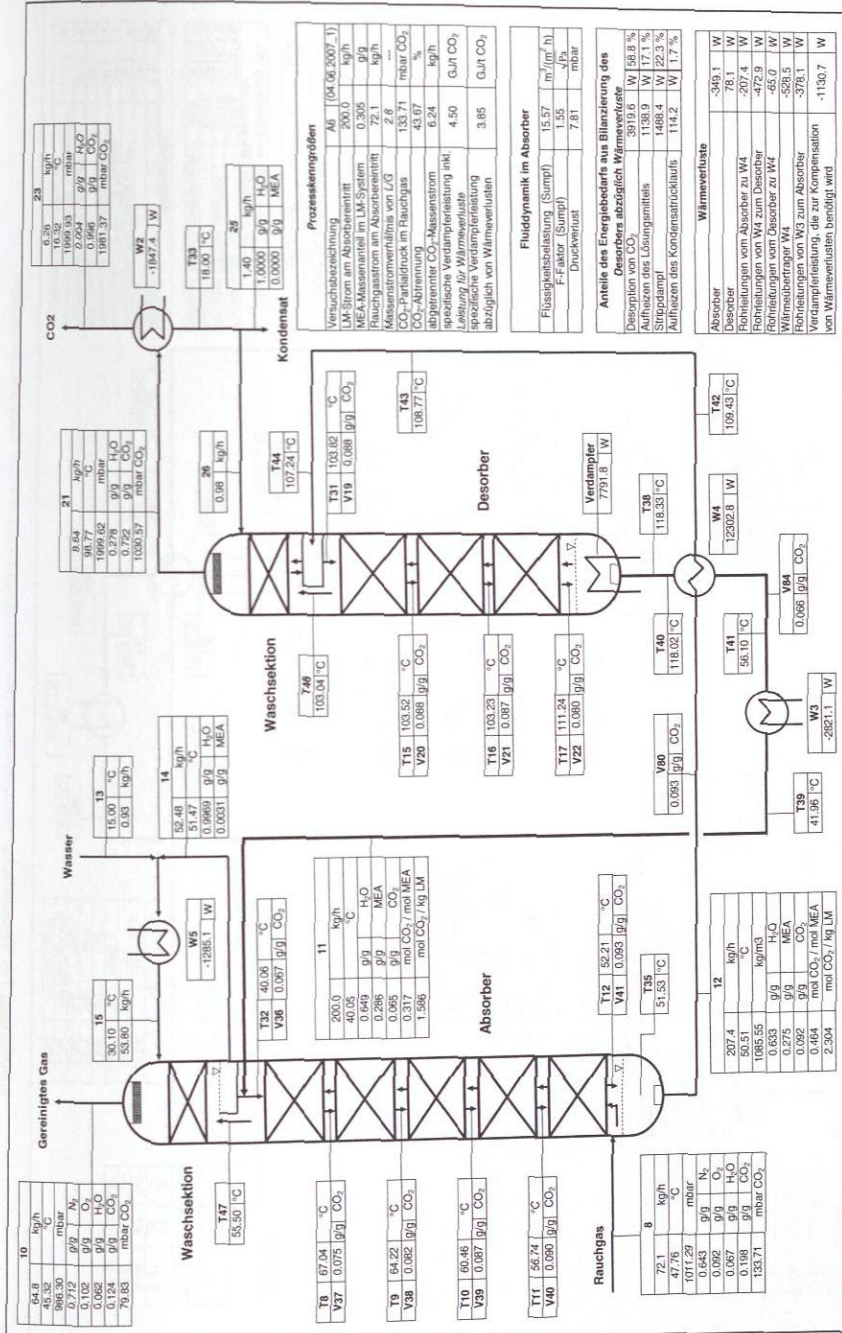 10
64.8 kg/h
45.32 °C
986.30 mbar
0.712 g/g N₂
0.102 g/g O₂
0.062 g/g H₂O
0.124 g/g CO₂
79.83 mbar CO₂
Gereinigtes Gas
15
30.10 °C
53.80 kg/h
W5
-1285.1 W
Wasser
13
15.00 °C
0.93 kg/h
14
52.48 kg/h
51.47 °C
0.9969 g/g H₂O
0.0031 g/g MEA
Waschsektion
T47
55.50 °C
T32 40.06 °C
V36 0.067 g/g CO₂
11
200.0 kg/h
40.05 °C
0.649 g/g H₂O
0.286 g/g MEA
0.065 g/g CO₂
0.317 mol CO₂ / mol MEA
1.586 mol CO₂ / kg LM
Absorber
T8 67.04 °C
V37 0.075 g/g CO₂
T9 64.22 °C
V38 0.082 g/g CO₂
T10 60.46 °C
V39 0.087 g/g CO₂
T11 56.74 °C
V40 0.090 g/g CO₂
T12 52.21 °C
V41 0.093 g/g CO₂
T35
51.53 °C
Rauchgas
8
72.1 kg/h
47.76 °C
1011.29 mbar
0.643 g/g N₂
0.092 g/g O₂
0.067 g/g H₂O
0.198 g/g CO₂
133.71 mbar CO₂
12
207.4 kg/h
50.51 °C
1085.55 kg/m3
0.633 g/g H₂O
0.275 g/g MEA
0.092 g/g CO₂
0.464 mol CO₂ / mol MEA
2.304 mol CO₂ / kg LM
T39
41.96 °C
W3
-2821.1 W
V80
0.093 g/g CO₂
T41
56.10 °C
V84
0.066 g/g CO₂
T40
118.02 °C
T38
118.33 °C
W4
12302.8 W
T42
109.43 °C
Verdampfer
7791.8 W
Waschsektion
T46
103.04 °C
T15 103.52 °C
V20 0.088 g/g CO₂
T16 103.23 °C
V21 0.087 g/g CO₂
T17 111.24 °C
V22 0.080 g/g CO₂
Desorber
T31 103.82 °C
V19 0.088 g/g CO₂
T44
107.24 °C
T43
108.77 °C
26
0.98 kg/h
21
8.64 kg/h
98.77 °C
1999.62 mbar
0.278 g/g H₂O
0.722 g/g CO₂
1030.57 mbar CO₂
CO2
W2
-1847.4 W
T33
18.00 °C
23
6.26 kg/h
16.32 °C
1999.93 mbar
0.004 g/g H₂O
0.996 g/g CO₂
1981.37 mbar CO₂
25
1.40 kg/h
1.0000 g/g H₂O
0.0000 g/g MEA
Kondensat
Prozesskenngrößen
Versuchsbezeichnung A6 (04.06.2007_1)
LM-Strom am Absorbereintritt 200.0 kg/h
MEA-Massenanteil im LM-System 0.305 g/g
Rauchgasstrom am Absorbereintritt 72.1 kg/h
Massenstromverhältnis von L/G 2.8 ---
CO₂-Partialdruck im Rauchgas 133.71 mbar CO₂
CO₂-Abtrennung 43.67 %
abgetrennter CO₂-Massenstrom 6.24 kg/h
spezifische Verdampferleistung inkl. Leistung für Wärmeverluste 4.50 GJ/t CO₂
spezifische Verdampferleistung abzüglich von Wärmeverlusten 3.85 GJ/t CO₂
Fluiddynamik im Absorber
Flüssigkeitsbelastung (Sumpf) 15.57 m³/(m² h)
F-Faktor (Sumpf) 1.55 √Pa
Druckverlust 7.81 mbar
Anteile des Energiebedarfs aus Bilanzierung des
Desorbers abzüglich Wärmeverluste
Desorption von CO₂ 3919.6 W 58.8 %
Aufheizen des Lösungsmittels 1138.9 W 17.1 %
Strippdampf 1488.4 W 22.3 %
Aufheizen des Kondensatrücklaufs 114.2 W 1.7 %
Wärmeverluste
Absorber -349.1 W
Desorber 78.1 W
Rohrleitungen vom Absorber zu W4 -207.4 W
Rohrleitungen von W4 zum Desorber -472.9 W
(Rohrleitungen vom Desorber zu W4 -65.0 W
Wärmeübertrager W4 -528.5 W
Rohrleitungen von W3 zum Absorber -378.1 W
Verdampferleistung, die zur Kompensation von Wärmeverlusten benötigt wird -1130.7 W